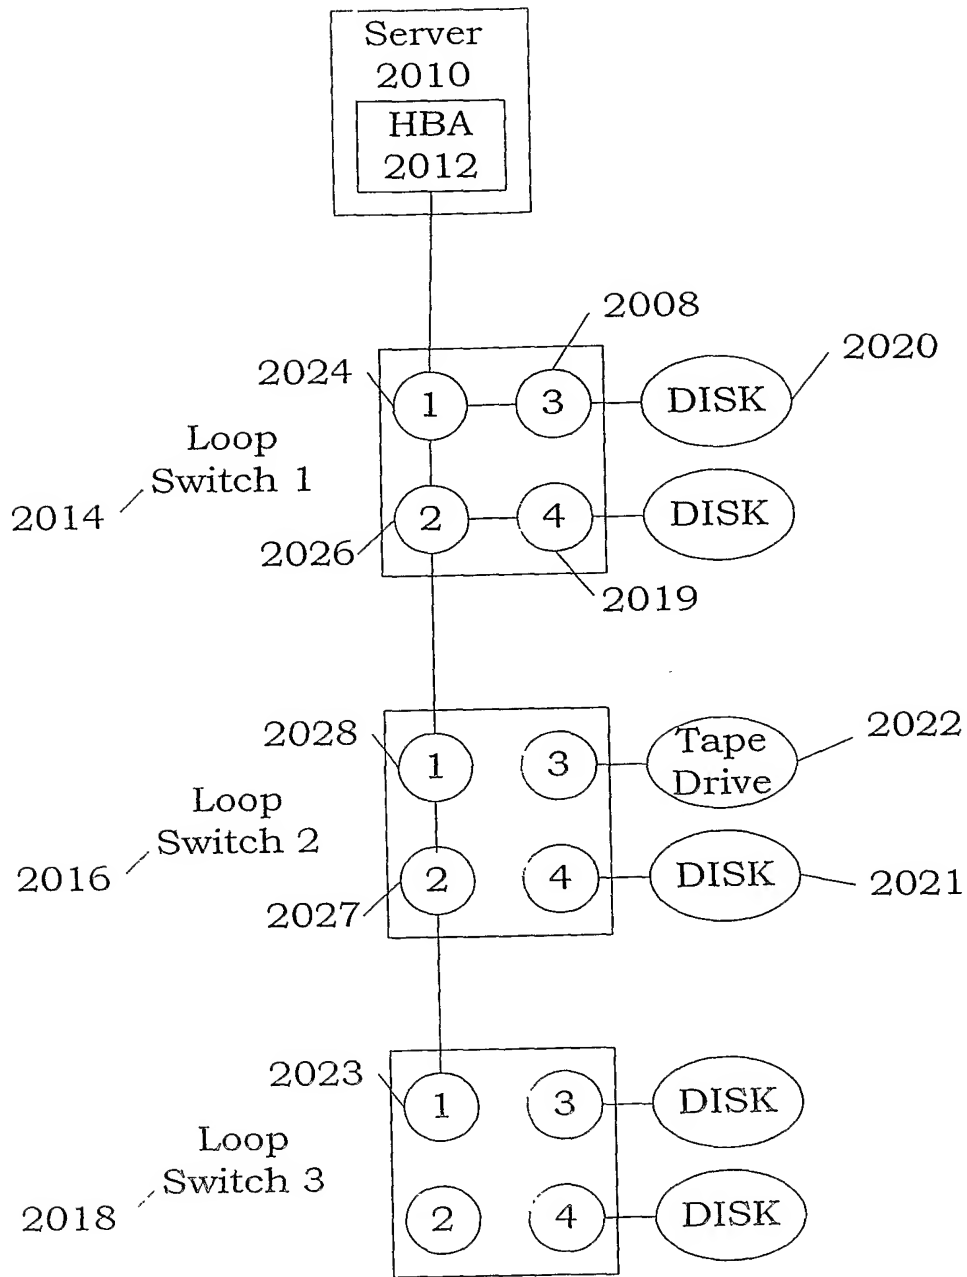 Server
2010
HBA
2012
2008
2024
2020
1
3
DISK
Loop
Switch 1
2014
2
4
DISK
2026
2019
2028
2022
1
3
Tape
Drive
Loop
Switch 2
2016
2
4
DISK
2021
2027
2023
1
3
DISK
Loop
Switch 3
2018
2
4
DISK